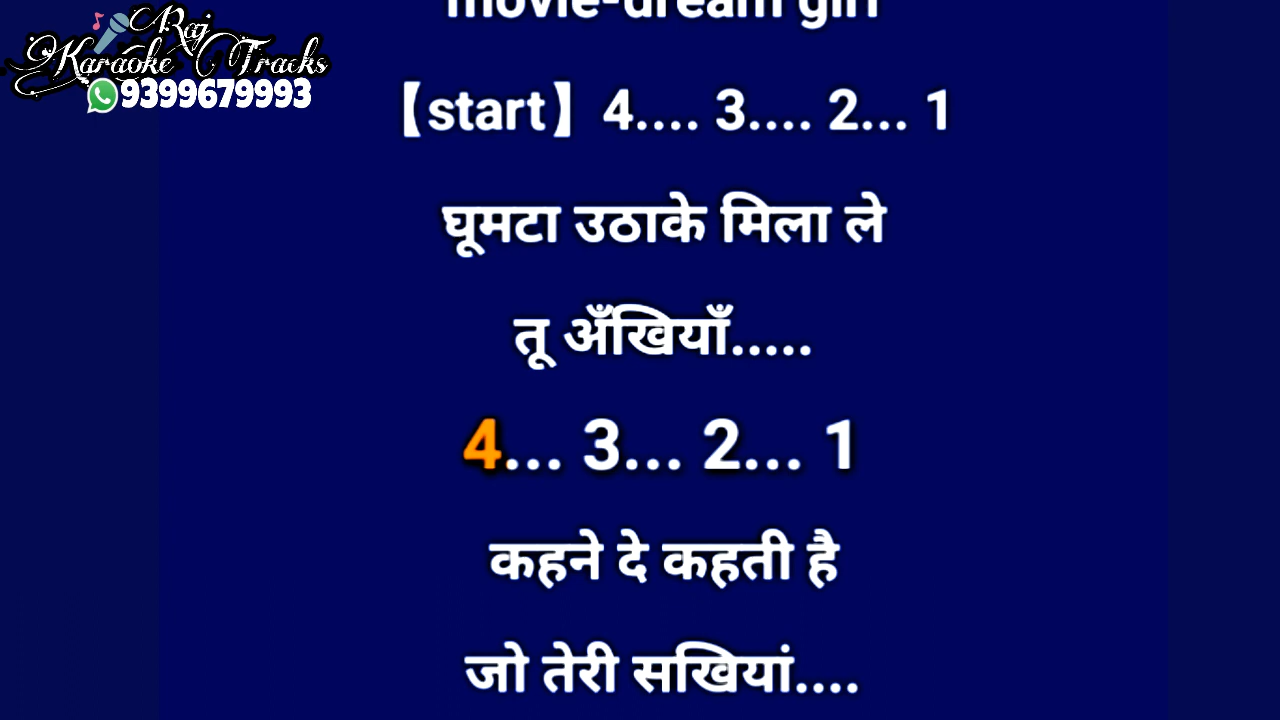 movie-dream girl
Raj
Karaoke Tracks
9399679993
【start】4.... 3.... 2... 1
घूमटा उठाके मिला ले
तू अँखियाँ.....
4... 3... 2... 1
कहने दे कहती है
जो तेरी सखियां....